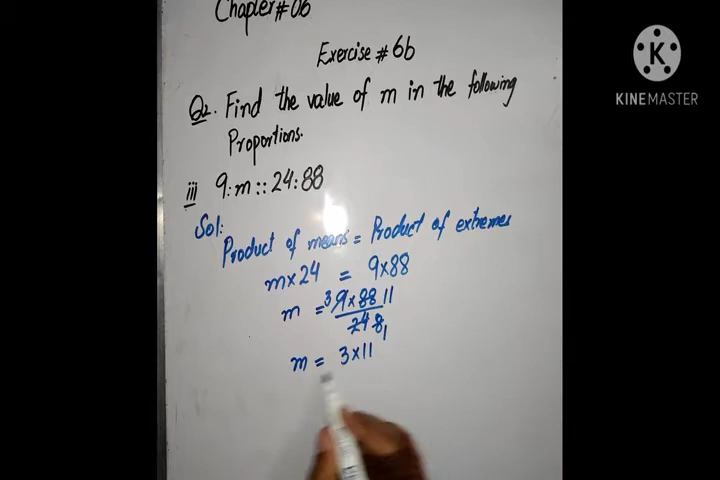 Chapter # 06
Exercise # 6b
Q2. Find the value of m in the following
Proportions.
iii 9:m::24:88
Sol:
Product of means = Product of extremes
m×24 = 9×88
m = 3 9×88 11
24 8 1
m = 3×11
K
KINEMASTER